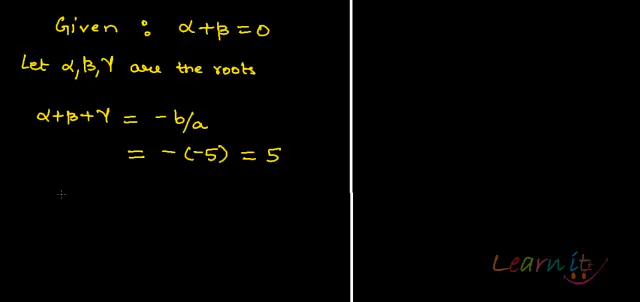 Given : α+β=0
Let α,β,γ are the roots
α+β+γ = -b/a
= -(-5) = 5
Learnit